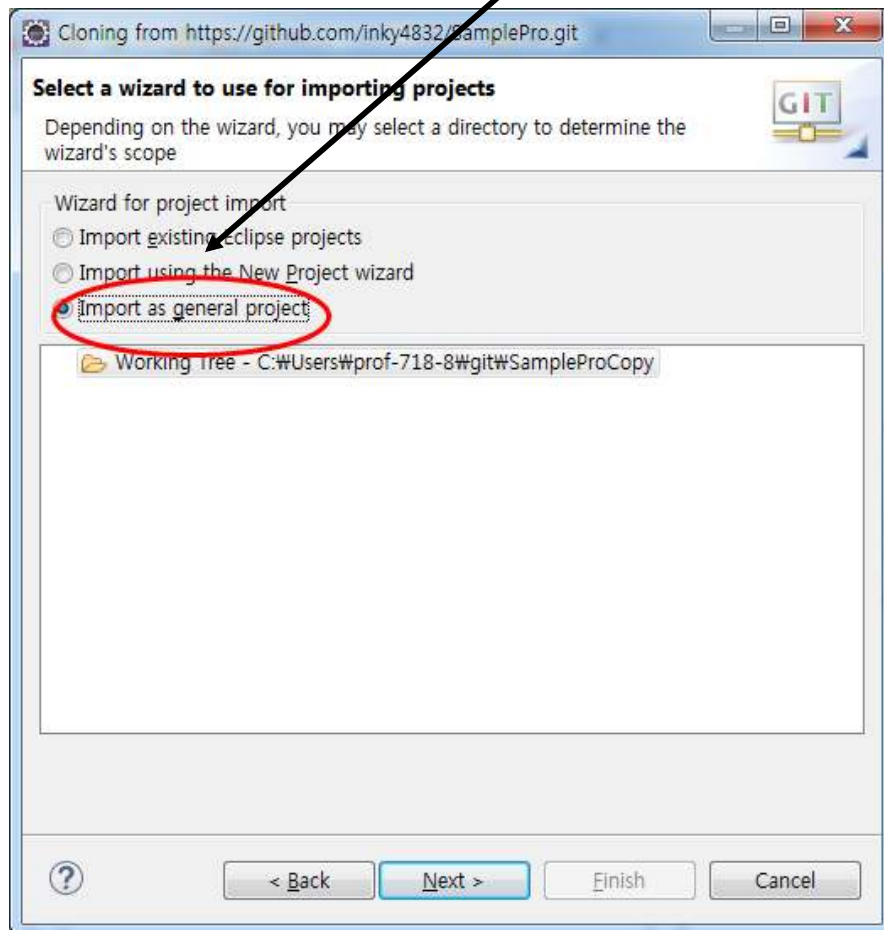 Cloning from https://github.com/inky4832/SamplePro.git
Select a wizard to use for importing projects
GIT
Depending on the wizard, you may select a directory to determine the
wizard's scope
Wizard for project import
Import existing Eclipse projects
Import using the New Project wizard
Import as general project
Working Tree - C:₩Users₩prof-718-8₩git₩SampleProCopy
?
< Back
Next >
Finish
Cancel